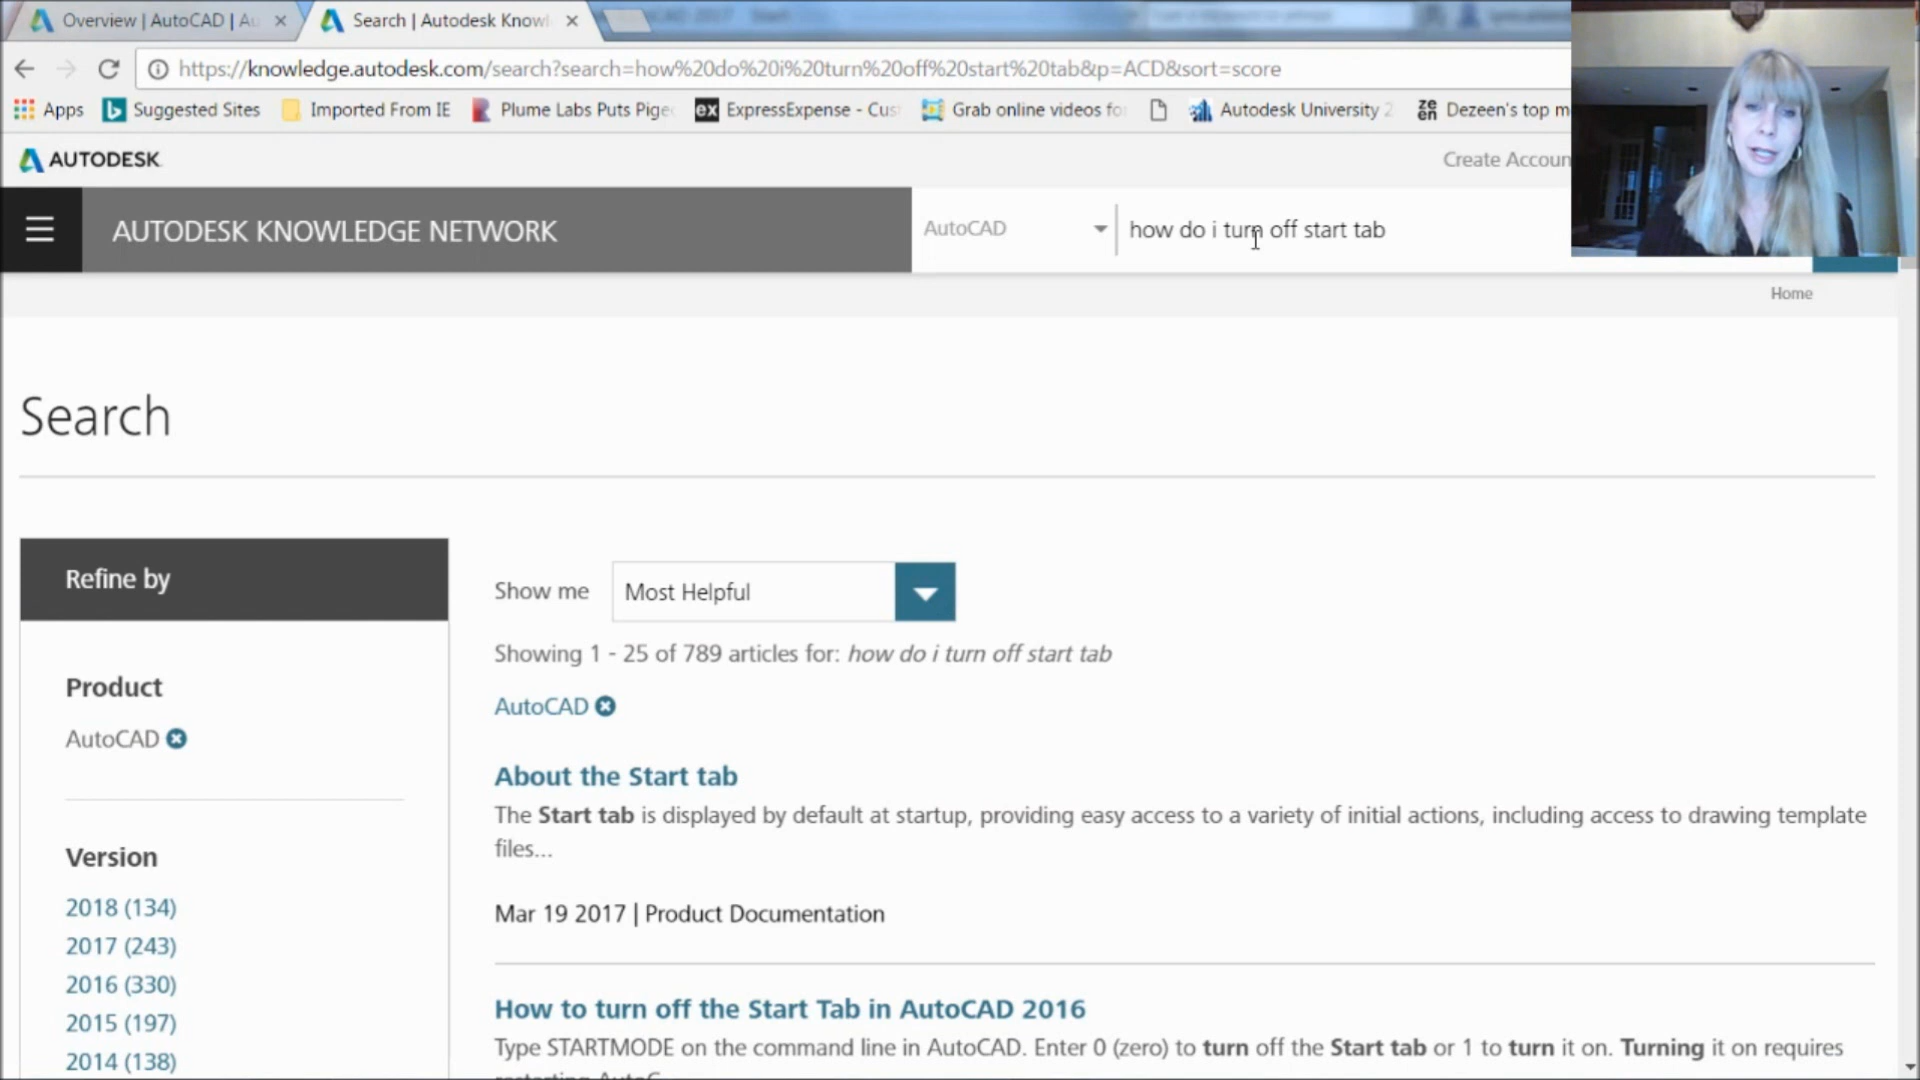 Overview | AutoCAD | Au
Search | Autodesk Know
https://knowledge.autodesk.com/search?search=how%20do%20i%20turn%20off%20start%20tab&p=ACD&sort=score
Apps
Suggested Sites
Imported From IE
Plume Labs Puts Pige
ex ExpressExpense - Cus
Grab online videos fo
Autodesk University 2
ze en Dezeen's top m
AUTODESK
Create Accoun
AUTODESK KNOWLEDGE NETWORK
AutoCAD
how do i turn off start tab
Home
Search
Refine by
Product
AutoCAD
Version
2018 (134)
2017 (243)
2016 (330)
2015 (197)
2014 (138)
Show me
Most Helpful
Showing 1 - 25 of 789 articles for: how do i turn off start tab
AutoCAD
About the Start tab
The Start tab is displayed by default at startup, providing easy access to a variety of initial actions, including access to drawing template
files...
Mar 19 2017 | Product Documentation
How to turn off the Start Tab in AutoCAD 2016
Type STARTMODE on the command line in AutoCAD. Enter 0 (zero) to turn off the Start tab or 1 to turn it on. Turning it on requires